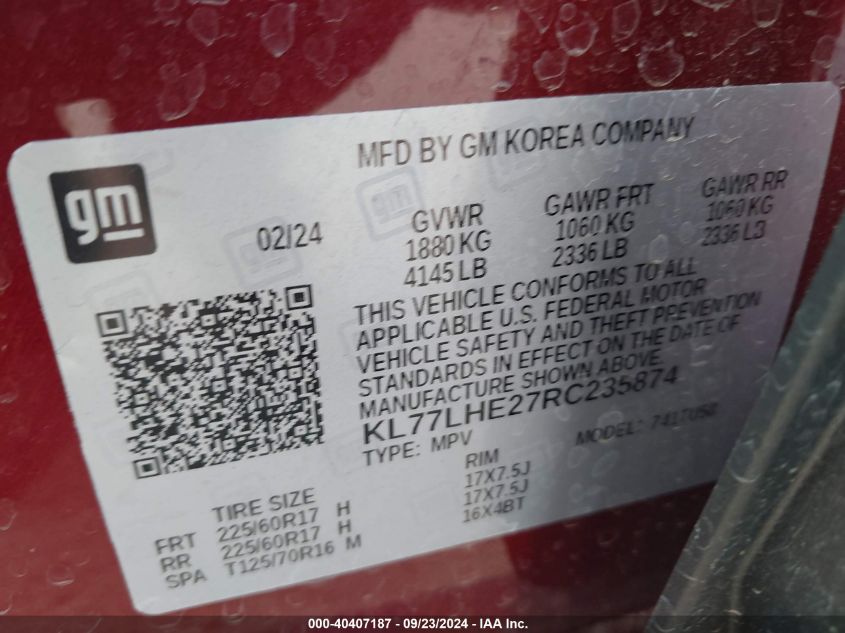 MFD BY GM KOREA COMPANY
gm
02/24
GVWR GAWR FRT GAWR RR
1880 KG 1060 KG 1060 KG
4145 LB 2336 LB 2336 LB
THIS VEHICLE CONFORMS TO ALL
APPLICABLE U.S. FEDERAL MOTOR
VEHICLE SAFETY AND THEFT PREVENTION
STANDARDS IN EFFECT ON THE DATE OF
MANUFACTURE SHOWN ABOVE.
KL77LHE27RC235874
TYPE: MPV MODEL:
TIRE SIZE RIM
FRT 225/60R17 H 17X7.5J
RR 225/60R17 H 17X7.5J
SPA T125/70R16 M 16X4BT
000-40407187 - 09/23/2024 - IAA Inc.